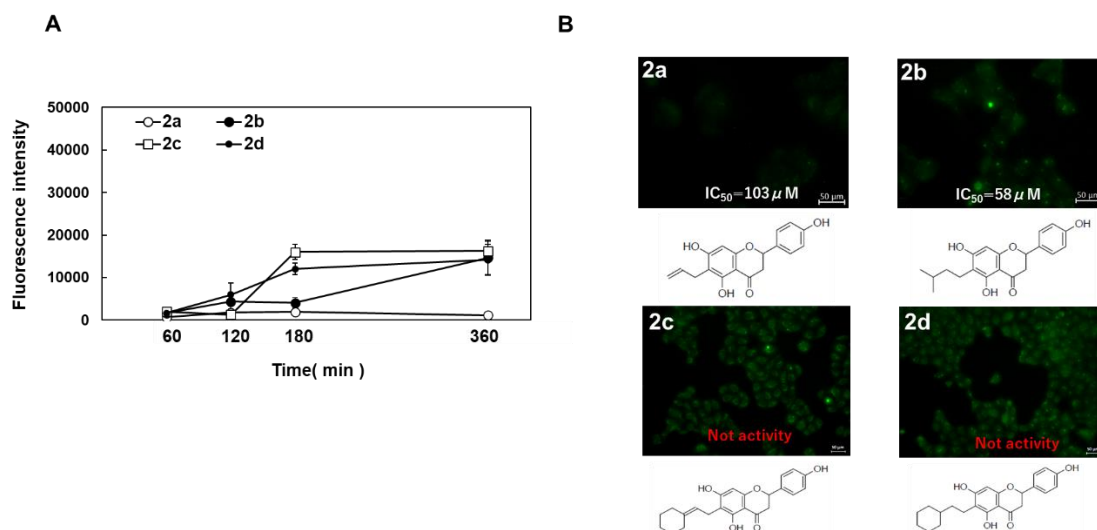 A
B
Fluorescence intensity
50000
40000
30000
20000
10000
0
2a
2b
2c
2d
60
120
180
360
Time( min )
2a
IC50=103 μ M
50 μm
2b
IC50=58 μ M
50 μm
OH
HO
O
OH
O
OH
HO
O
OH
O
2c
Not activity
50 μm
2d
Not activity
50 μm
OH
HO
O
OH
O
OH
HO
O
OH
O